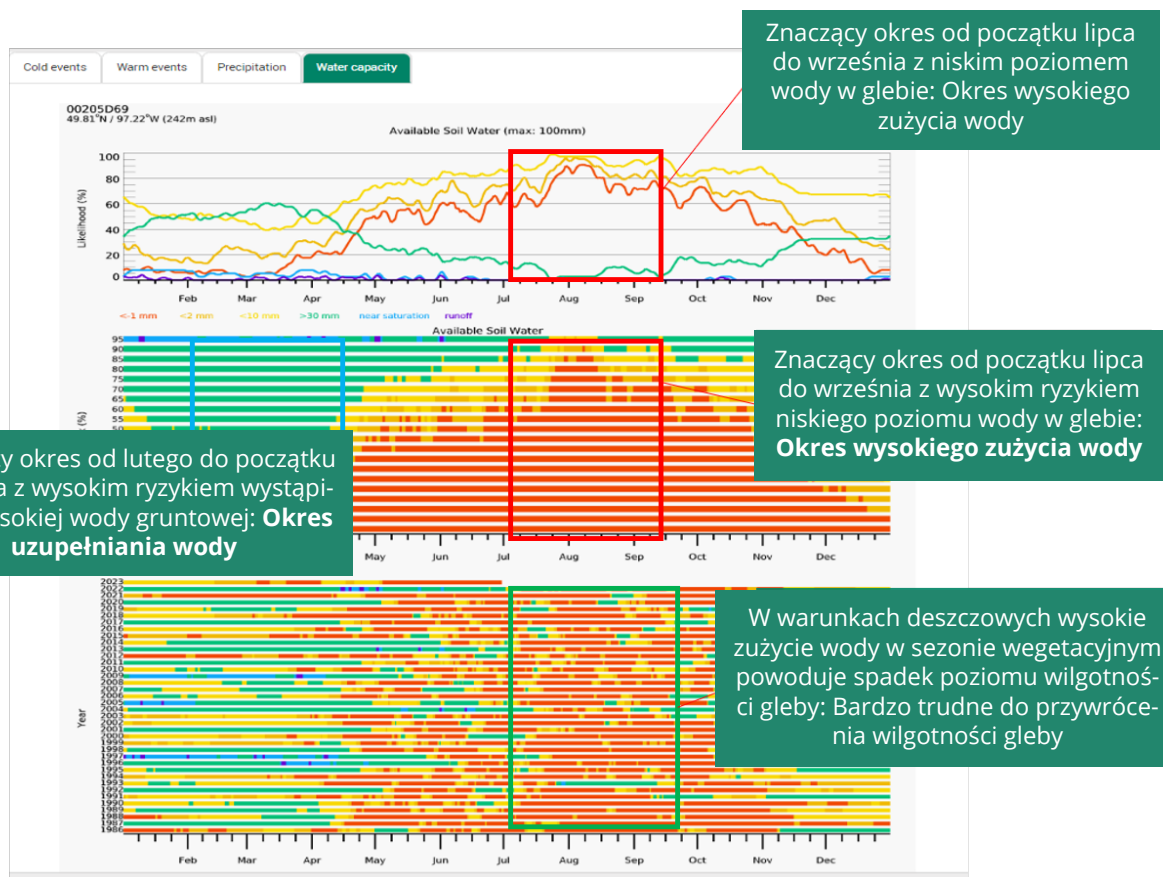 Znaczący okres od początku lipca
do września z niskim poziomem
wody w glebie: Okres wysokiego
zużycia wody
Cold events Warm events Precipitation Water capacity
00205D69
49.81°N / 97.22°W (242m asl)
Available Soil Water (max: 100mm)
Likelihood (%)
100
80
60
40
20
0
Feb Mar Apr May Jun Jul Aug Sep Oct Nov Dec
<-1 mm <2 mm <10 mm >30 mm near saturation runoff
Available Soil Water
95
90
85
80
75
70
65
60
55
50
(%)
Znaczący okres od początku lipca
do września z wysokim ryzykiem
niskiego poziomu wody w glebie:
Okres wysokiego zużycia wody
y okres od lutego do początku
a z wysokim ryzykiem wystąpi-
sokiej wody gruntowej: Okres
uzupełniania wody
May Jun Jul Aug Sep Oct Nov Dec
Year
2023
2022
2021
2020
2019
2018
2017
2016
2015
2014
2013
2012
2011
2010
2009
2008
2007
2006
2005
2004
2003
2002
2001
2000
1999
1998
1997
1996
1995
1994
1993
1992
1991
1990
1989
1988
1987
1986
W warunkach deszczowych wysokie
zużycie wody w sezonie wegetacyjnym
powoduje spadek poziomu wilgotnoś-
ci gleby: Bardzo trudne do przywróce-
nia wilgotności gleby
Feb Mar Apr May Jun Jul Aug Sep Oct Nov Dec